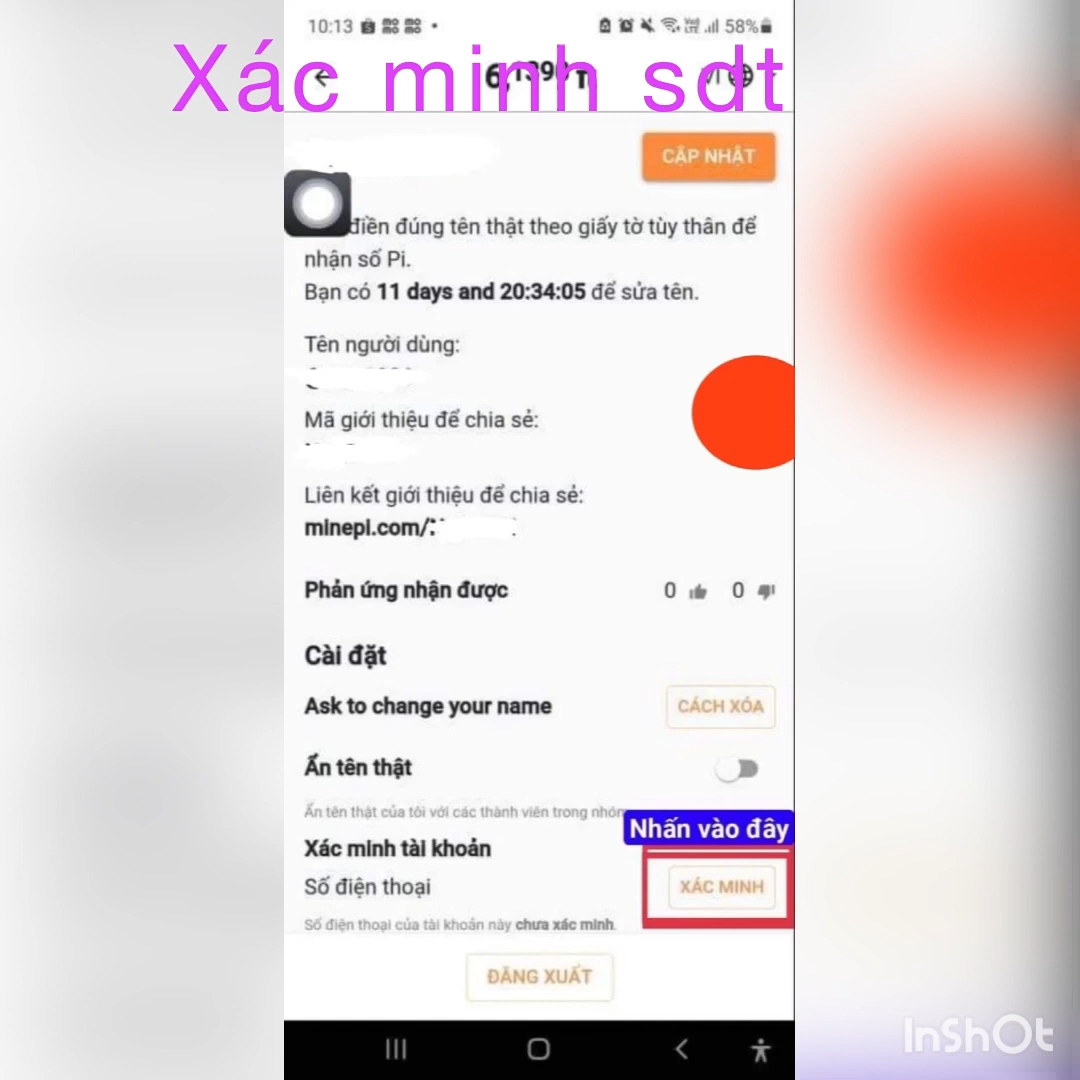 10:13
58%
Xác minh sdt
CẬP NHẬT
điền đúng tên thật theo giấy tờ tùy thân để
nhận số Pi.
Bạn có 11 days and 20:34:05 để sửa tên.
Tên người dùng:
Mã giới thiệu để chia sẻ:
Liên kết giới thiệu để chia sẻ:
minepi.com/
Phản ứng nhận được 0 0
Cài đặt
Ask to change your name CÁCH XÓA
Ẩn tên thật
Ẩn tên thật của tôi với các thành viên trong nhóm
Nhấn vào đây
Xác minh tài khoản
Số điện thoại XÁC MINH
Số điện thoại của tài khoản này chưa xác minh.
ĐĂNG XUẤT
InShOt